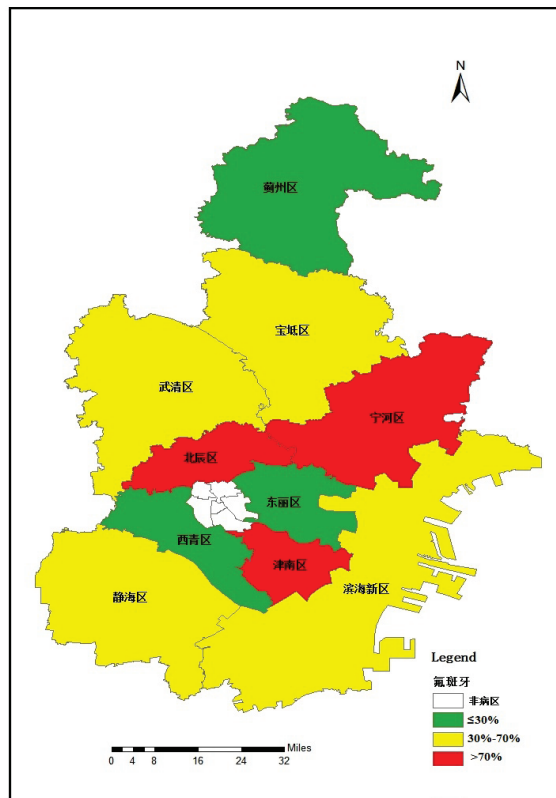 N
蓟州区
宝坻区
武清区
宁河区
北辰区
东丽区
西青区
津南区
滨海新区
静海区
Legend
氟斑牙
非病区
≤30%
30%-70%
>70%
Miles
0 4 8 16 24 32